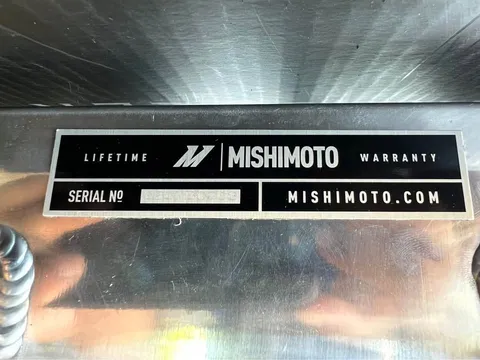 LIFETIME MISHIMOTO WARRANTY
SERIAL Nº MISHIMOTO.COM